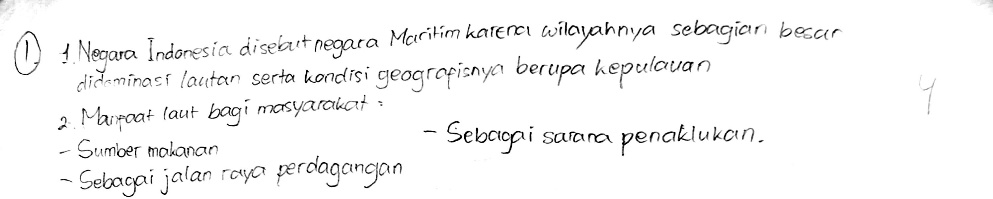 ① 1. Negara Indonesia disebut negara Maritim karena wilayahnya sebagian besar
didominasi lautan serta kondisi geografisnya berupa kepulauan
2. Manfaat laut bagi masyarakat :
- Sumber makanan
- Sebagai jalan raya perdagangan
- Sebagai sarana penaklukan.
4